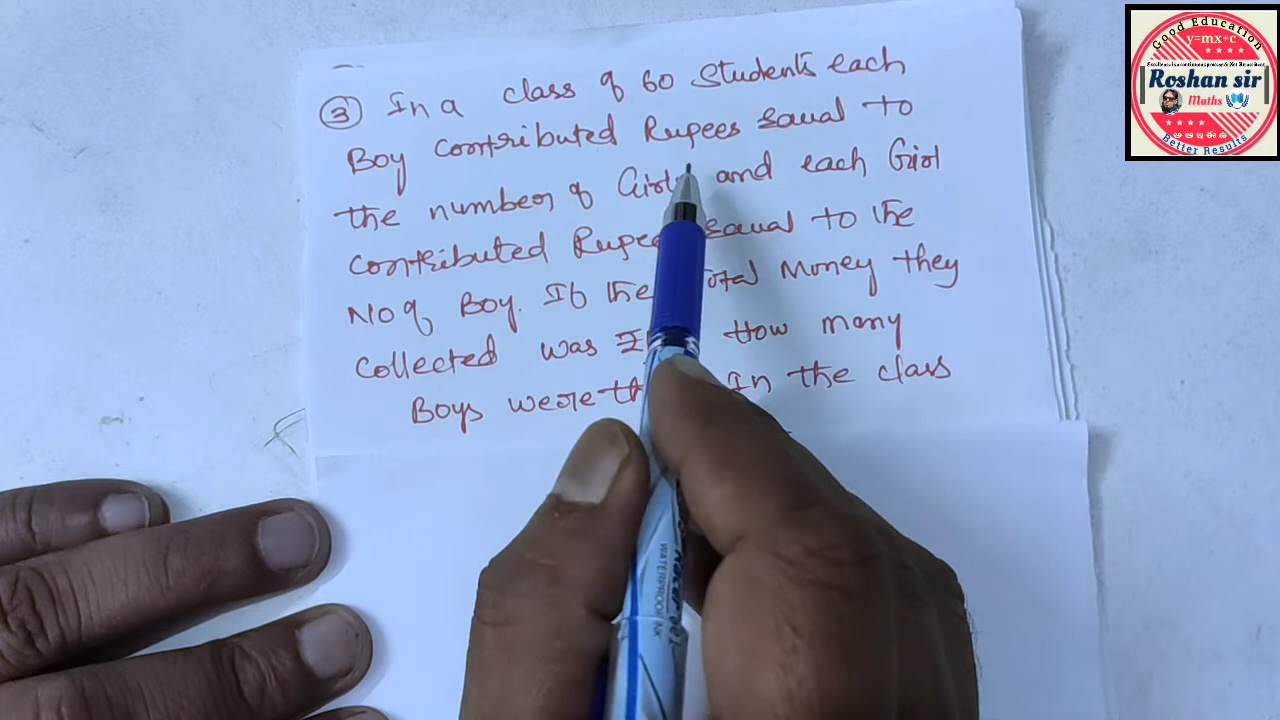 ③ In a class of 60 Students each
Boy contributed Rupees equal to
the number of Girls and each Girl
contributed Rupees equal to the
No of Boy. If the Total Money they
collected was How many
Boys were In the class
Good Education
y=mx+c
Roshan sir
Maths
Better Results
WATERPROOF INK